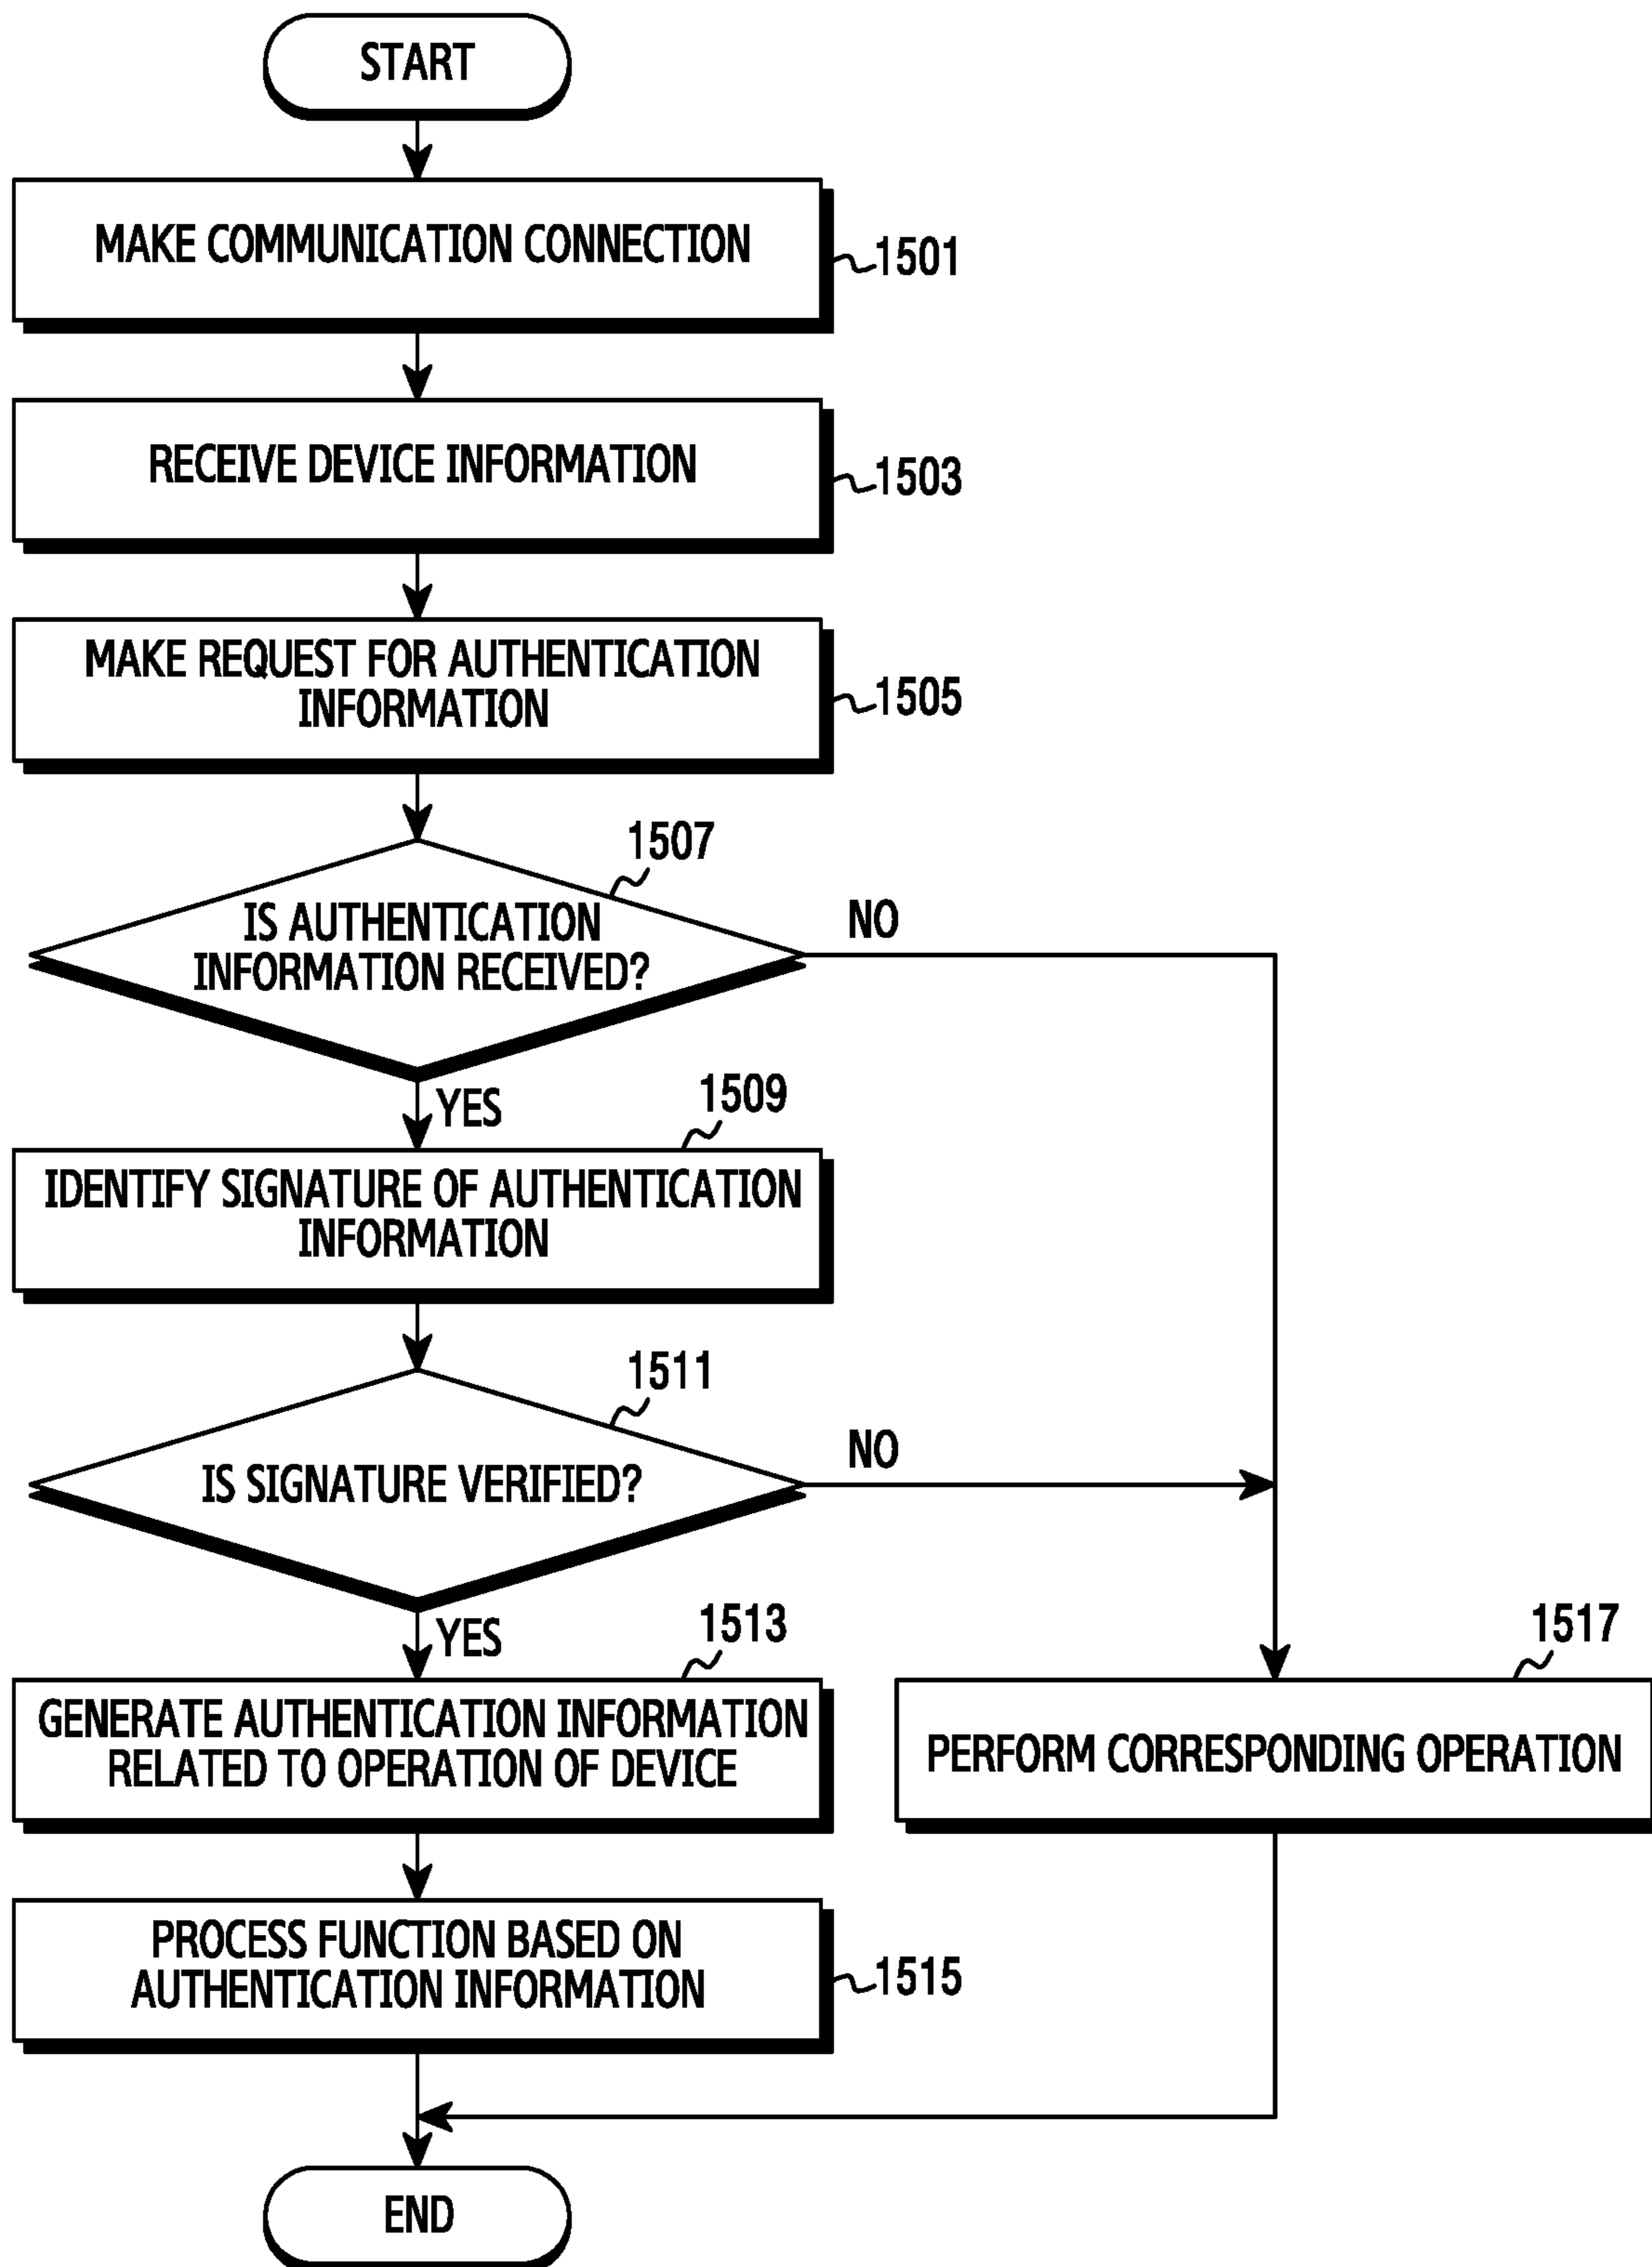 START
MAKE COMMUNICATION CONNECTION
1501
RECEIVE DEVICE INFORMATION
1503
MAKE REQUEST FOR AUTHENTICATION
INFORMATION
1505
1507
IS AUTHENTICATION
INFORMATION RECEIVED?
NO
YES
1509
IDENTIFY SIGNATURE OF AUTHENTICATION
INFORMATION
1511
IS SIGNATURE VERIFIED?
NO
YES
1513
GENERATE AUTHENTICATION INFORMATION
RELATED TO OPERATION OF DEVICE
1517
PERFORM CORRESPONDING OPERATION
PROCESS FUNCTION BASED ON
AUTHENTICATION INFORMATION
1515
END